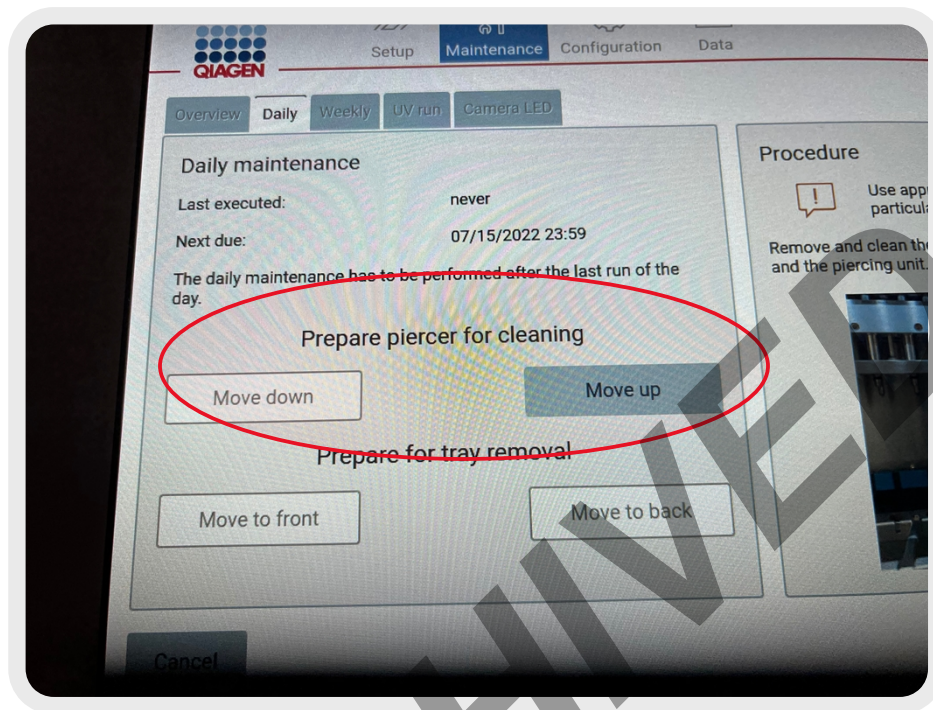 QIAGEN
Setup
Maintenance
Configuration
Data
Overview
Daily
Weekly
UV run
Camera LED
Daily maintenance
Last executed:
never
Next due:
07/15/2022 23:59
The daily maintenance has to be performed after the last run of the
day.
Prepare piercer for cleaning
Move down
Move up
Prepare for tray removal
Move to front
Move to back
Cancel
Procedure
!
Use app
particul
Remove and clean the
and the piercing unit.
HIVED